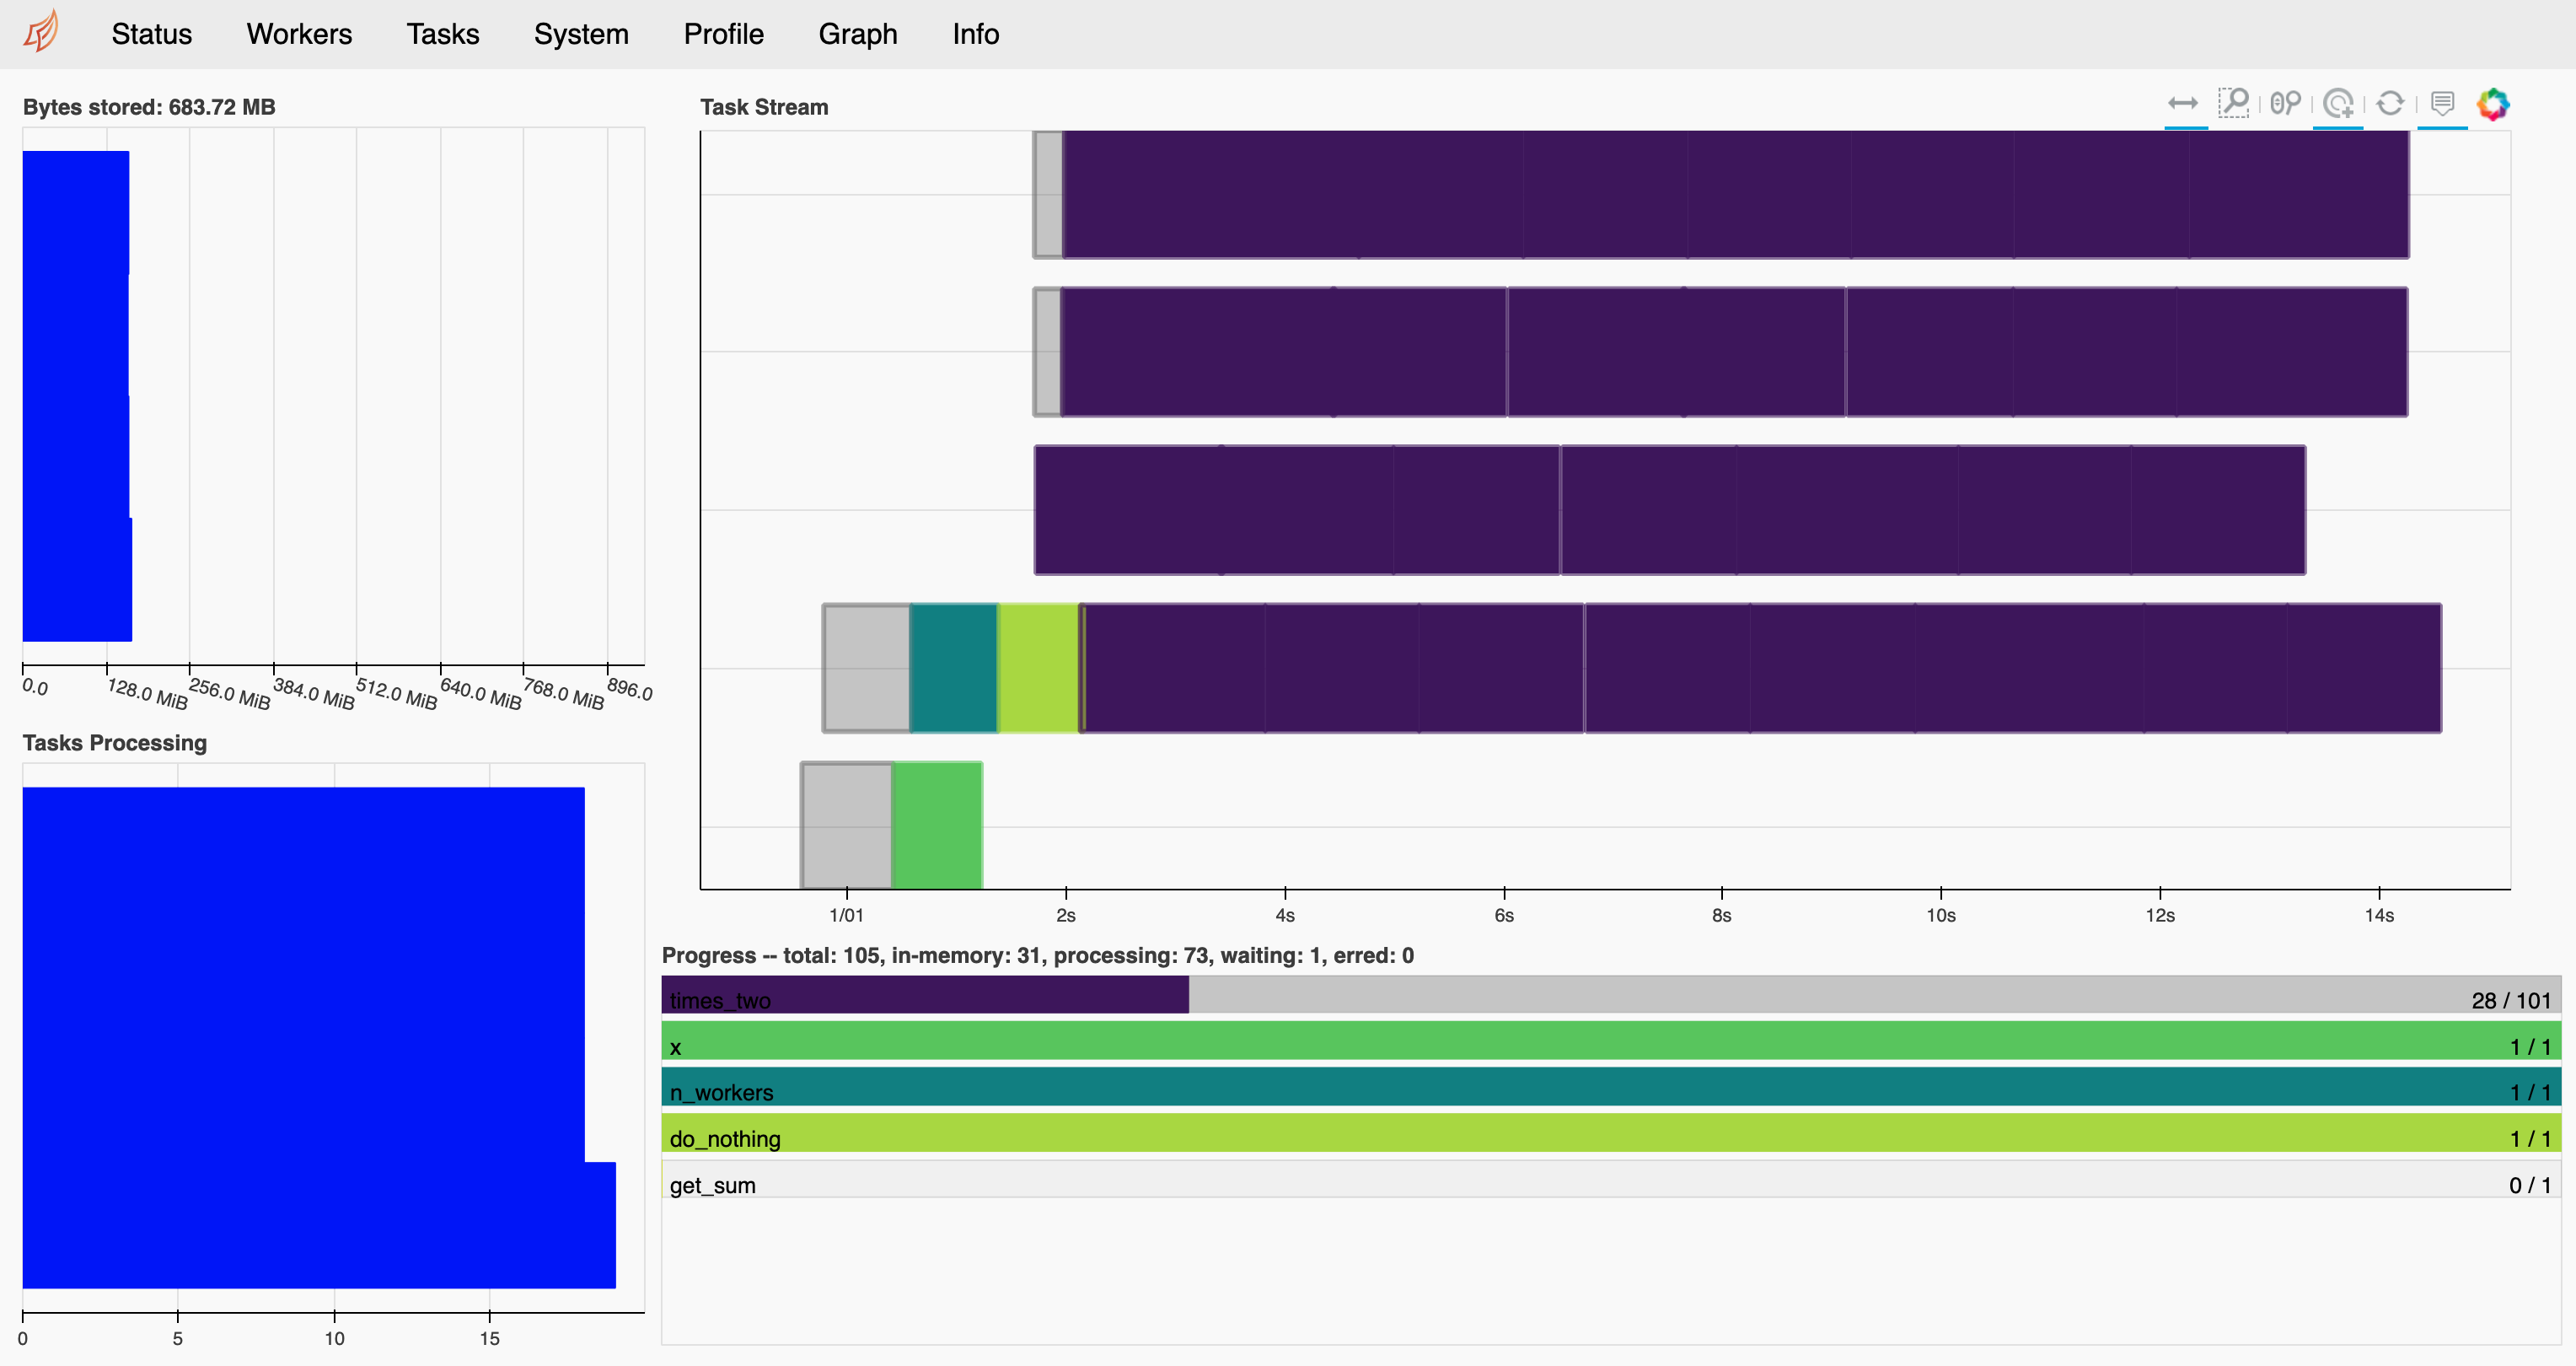 Status Workers Tasks System Profile Graph Info
Bytes stored: 683.72 MB
0.0 128.0 MiB 256.0 MiB 384.0 MiB 512.0 MiB 640.0 MiB 768.0 MiB 896.0
Tasks Processing
0 5 10 15
Task Stream
1/01 2s 4s 6s 8s 10s 12s 14s
Progress -- total: 105, in-memory: 31, processing: 73, waiting: 1, erred: 0
times_two 28 / 101
x 1 / 1
n_workers 1 / 1
do_nothing 1 / 1
get_sum 0 / 1